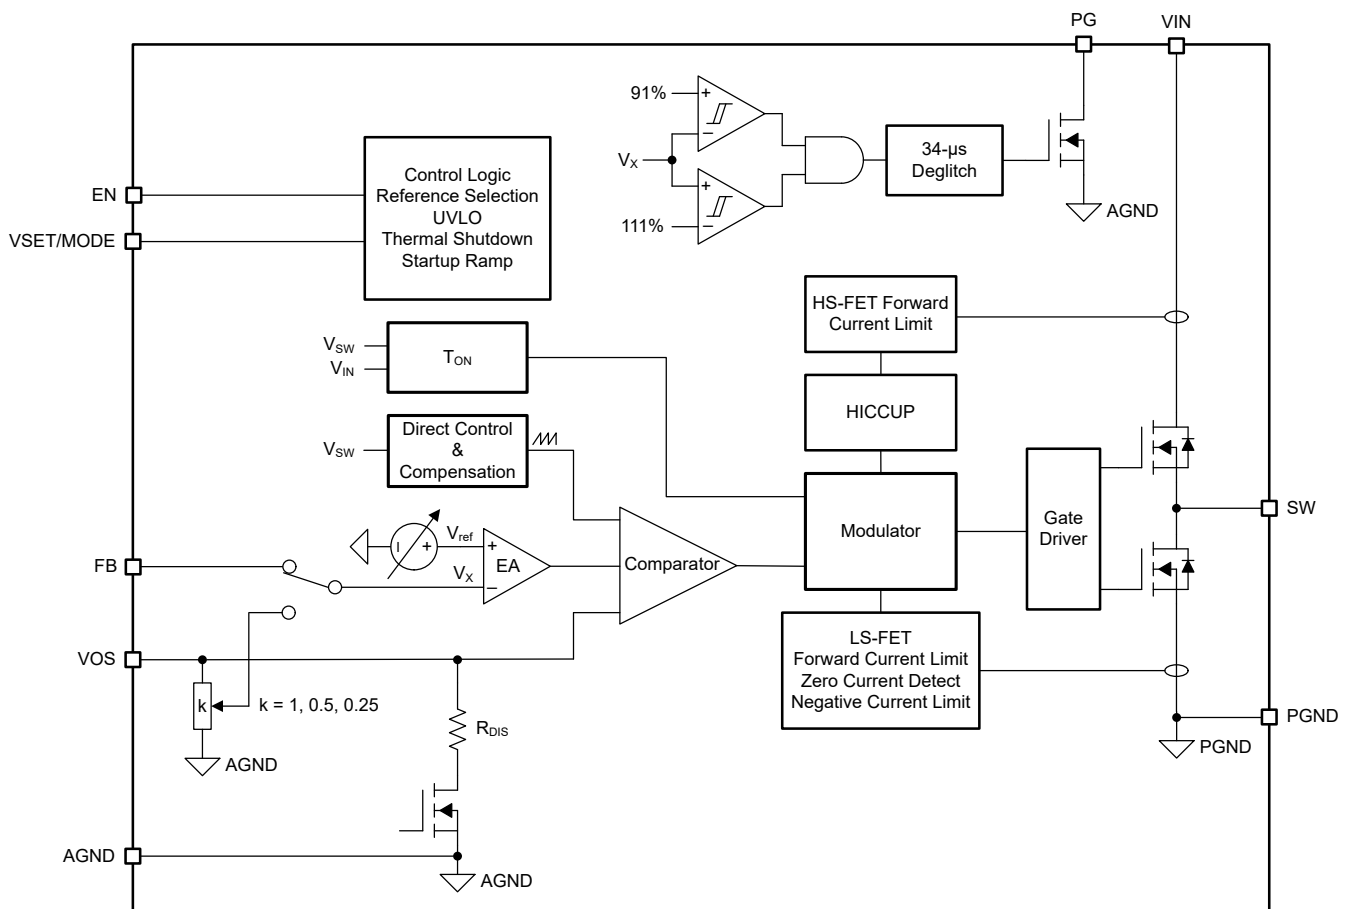 PG
VIN
91%
+
−
VX
34-µs
Deglitch
+
111%
−
AGND
EN
VSET/MODE
Control Logic
Reference Selection
UVLO
Thermal Shutdown
Startup Ramp
HS-FET Forward
Current Limit
VSW
VIN
TON
HICCUP
VSW
Direct Control
&
Compensation
Modulator
Gate
Driver
SW
Vref
+
VX
+
−
EA
Comparator
FB
LS-FET
Forward Current Limit
Zero Current Detect
Negative Current Limit
VOS
k
k = 1, 0.5, 0.25
RDIS
PGND
PGND
AGND
AGND
AGND